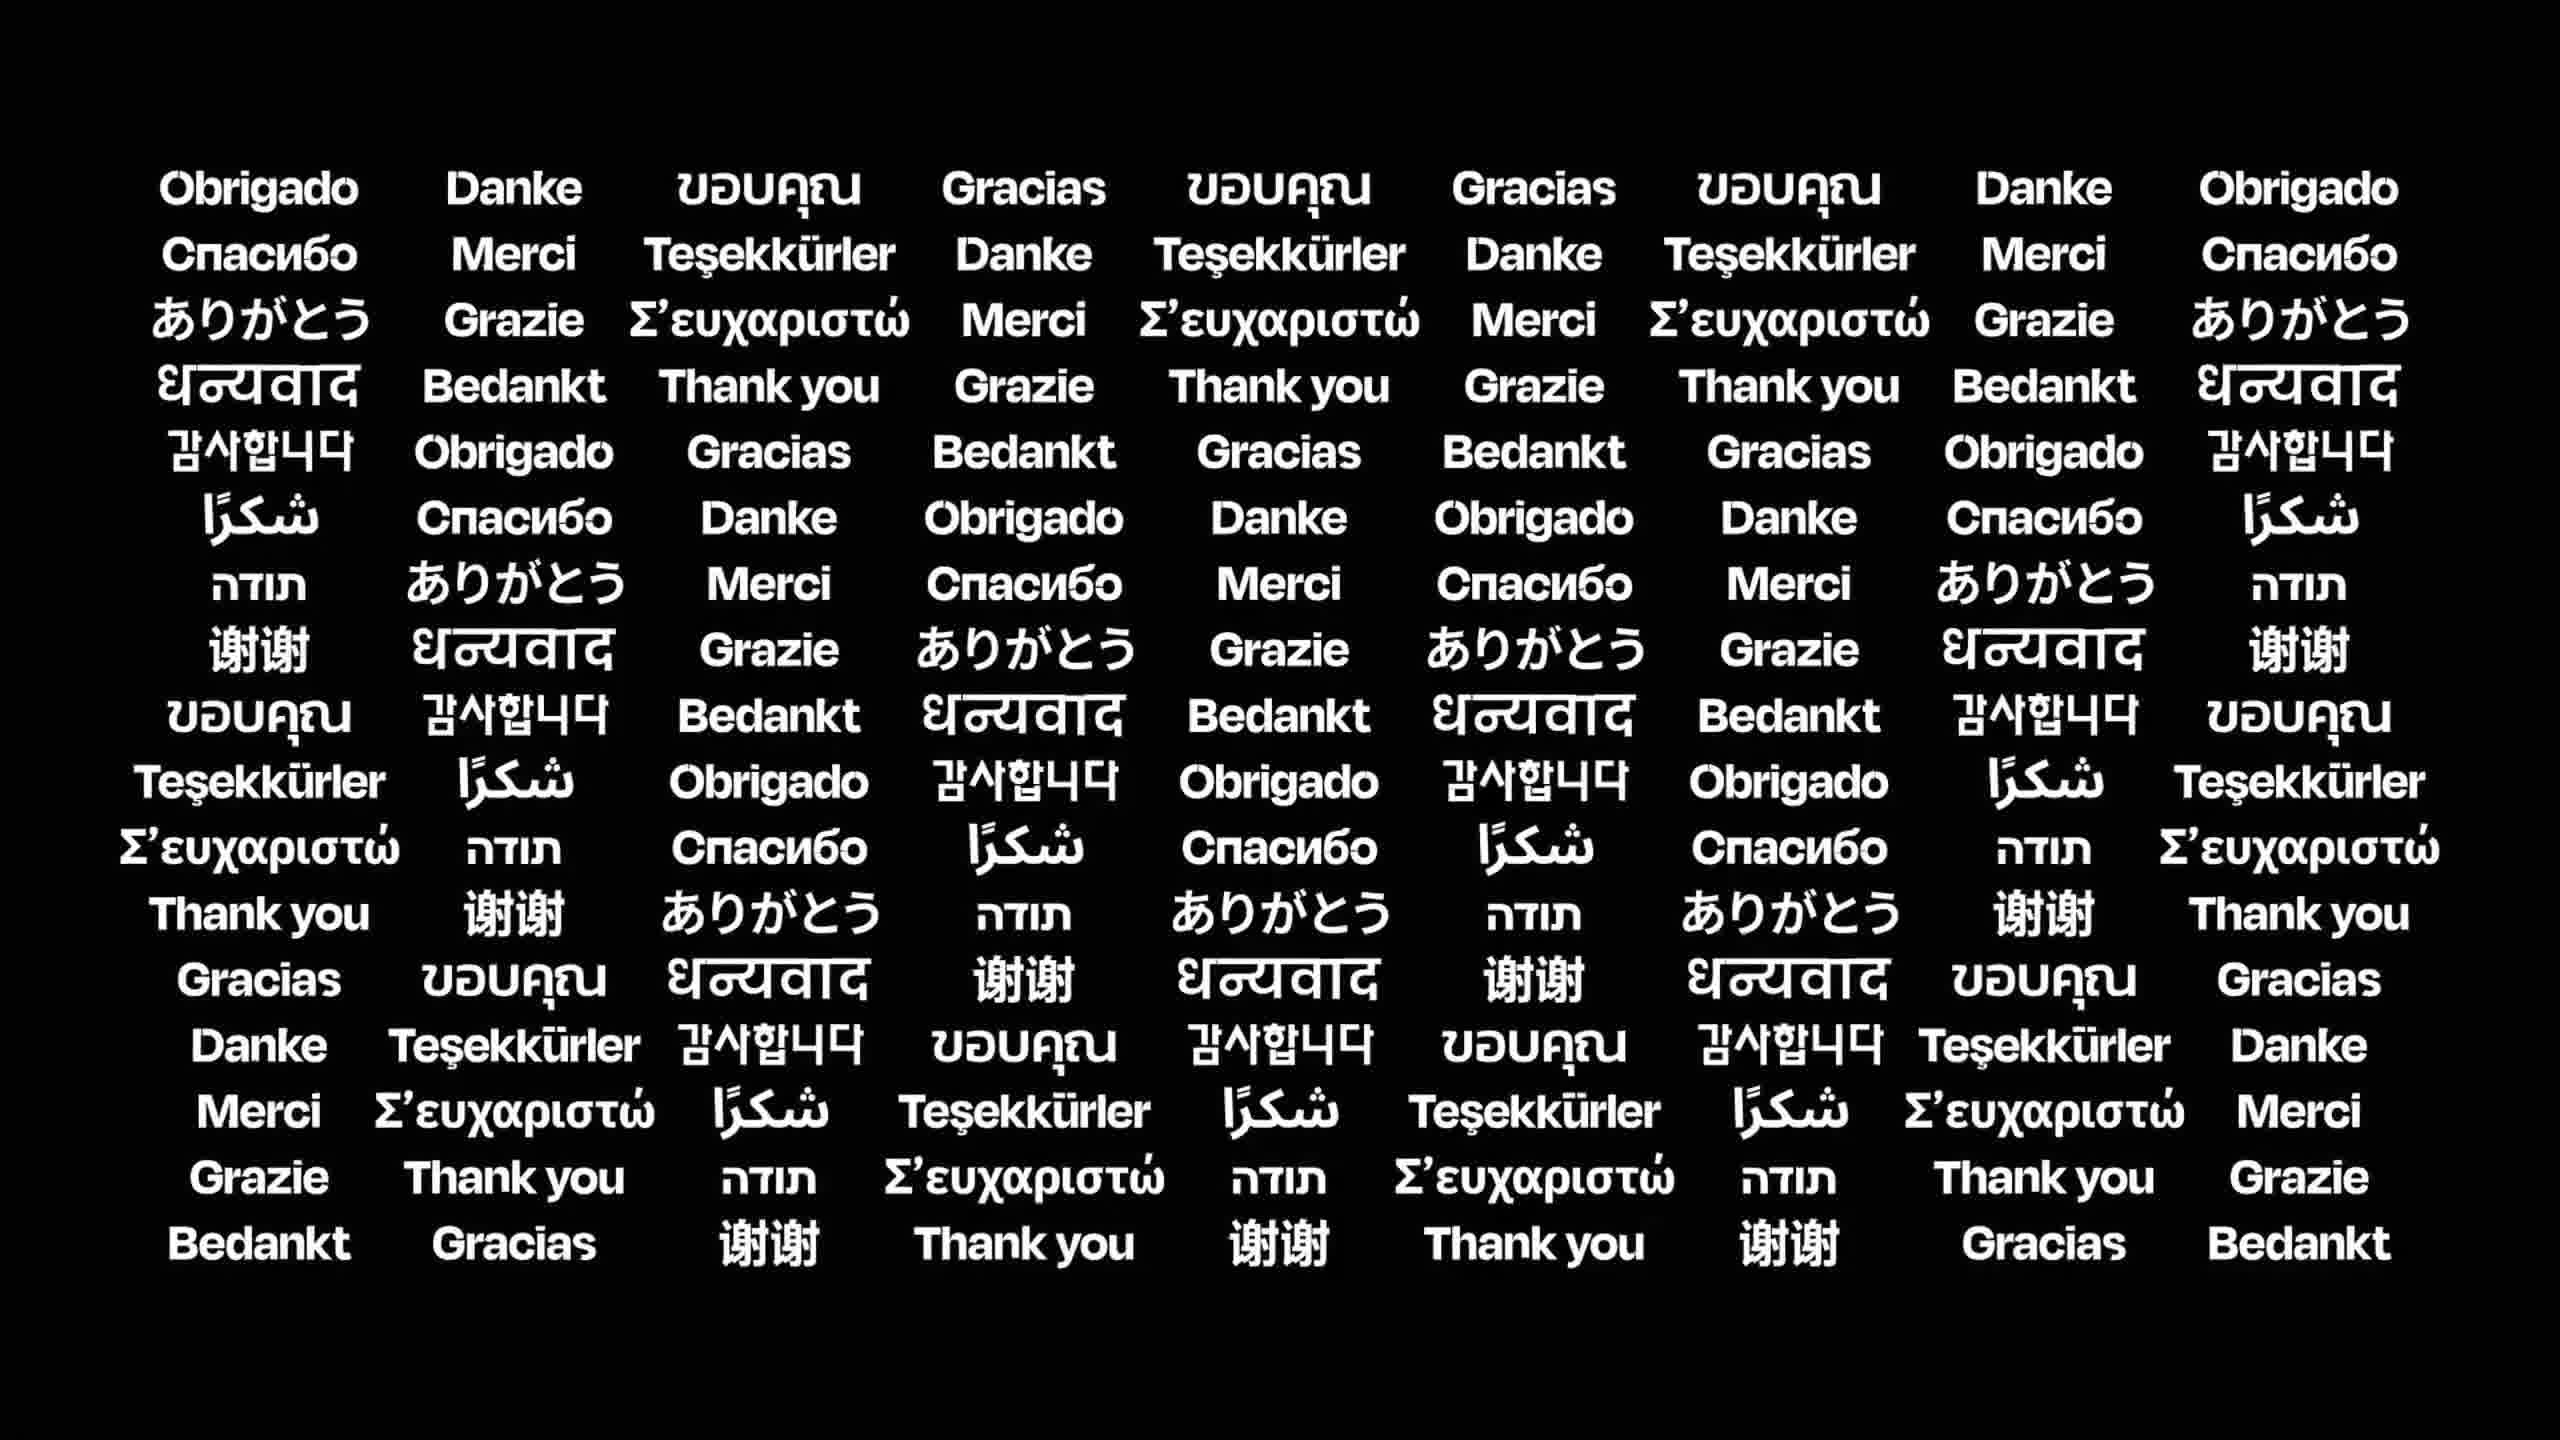 Obrigado Danke ขอบคุณ Gracias ขอบคุณ Gracias ขอบคุณ Danke Obrigado
Спасибо Merci Teşekkürler Danke Teşekkürler Danke Teşekkürler Merci Спасибо
ありがとう Grazie Σ’ευχαριστώ Merci Σ’ευχαριστώ Merci Σ’ευχαριστώ Grazie ありがとう
धन्यवाद Bedankt Thank you Grazie Thank you Grazie Thank you Bedankt धन्यवाद
감사합니다 Obrigado Gracias Bedankt Gracias Bedankt Gracias Obrigado 감사합니다
شكرًا Спасибо Danke Obrigado Danke Obrigado Danke Спасибо شكرًا
תודה ありがとう Merci Спасибо Merci Спасибо Merci ありがとう תודה
谢谢 धन्यवाद Grazie ありがとう Grazie ありがとう Grazie धन्यवाद 谢谢
ขอบคุณ 감사합니다 Bedankt धन्यवाद Bedankt धन्यवाद Bedankt 감사합니다 ขอบคุณ
Teşekkürler شكرًا Obrigado 감사합니다 Obrigado 감사합니다 Obrigado شكرًا Teşekkürler
Σ’ευχαριστώ תודה Спасибо شكرًا Спасибо شكرًا Спасибо תודה Σ’ευχαριστώ
Thank you 谢谢 ありがとう תודה ありがとう תודה ありがとう 谢谢 Thank you
Gracias ขอบคุณ धन्यवाद 谢谢 धन्यवाद 谢谢 धन्यवाद ขอบคุณ Gracias
Danke Teşekkürler 감사합니다 ขอบคุณ 감사합니다 ขอบคุณ 감사합니다 Teşekkürler Danke
Merci Σ’ευχαριστώ شكرًا Teşekkürler شكرًا Teşekkürler شكرًا Σ’ευχαριστώ Merci
Grazie Thank you תודה Σ’ευχαριστώ תודה Σ’ευχαριστώ תודה Thank you Grazie
Bedankt Gracias 谢谢 Thank you 谢谢 Thank you 谢谢 Gracias Bedankt